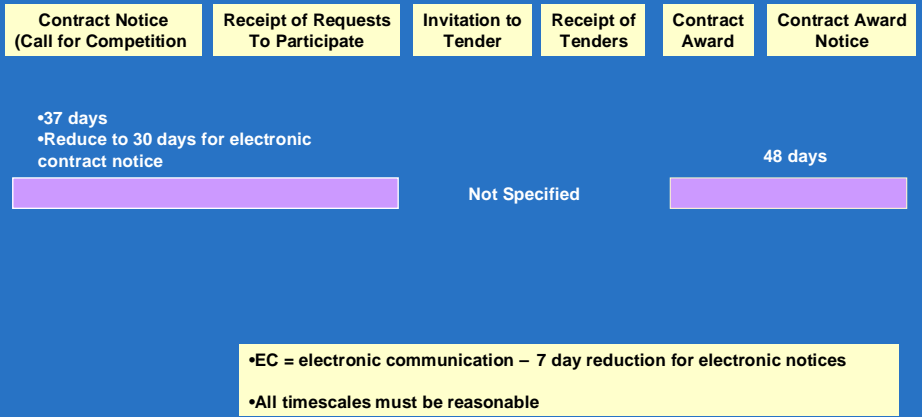 Contract Notice
(Call for Competition
Receipt of Requests
To Participate
Invitation to
Tender
Receipt of
Tenders
Contract
Award
Contract Award
Notice
•37 days
•Reduce to 30 days for electronic
contract notice
Not Specified
48 days
•EC = electronic communication – 7 day reduction for electronic notices
•All timescales must be reasonable